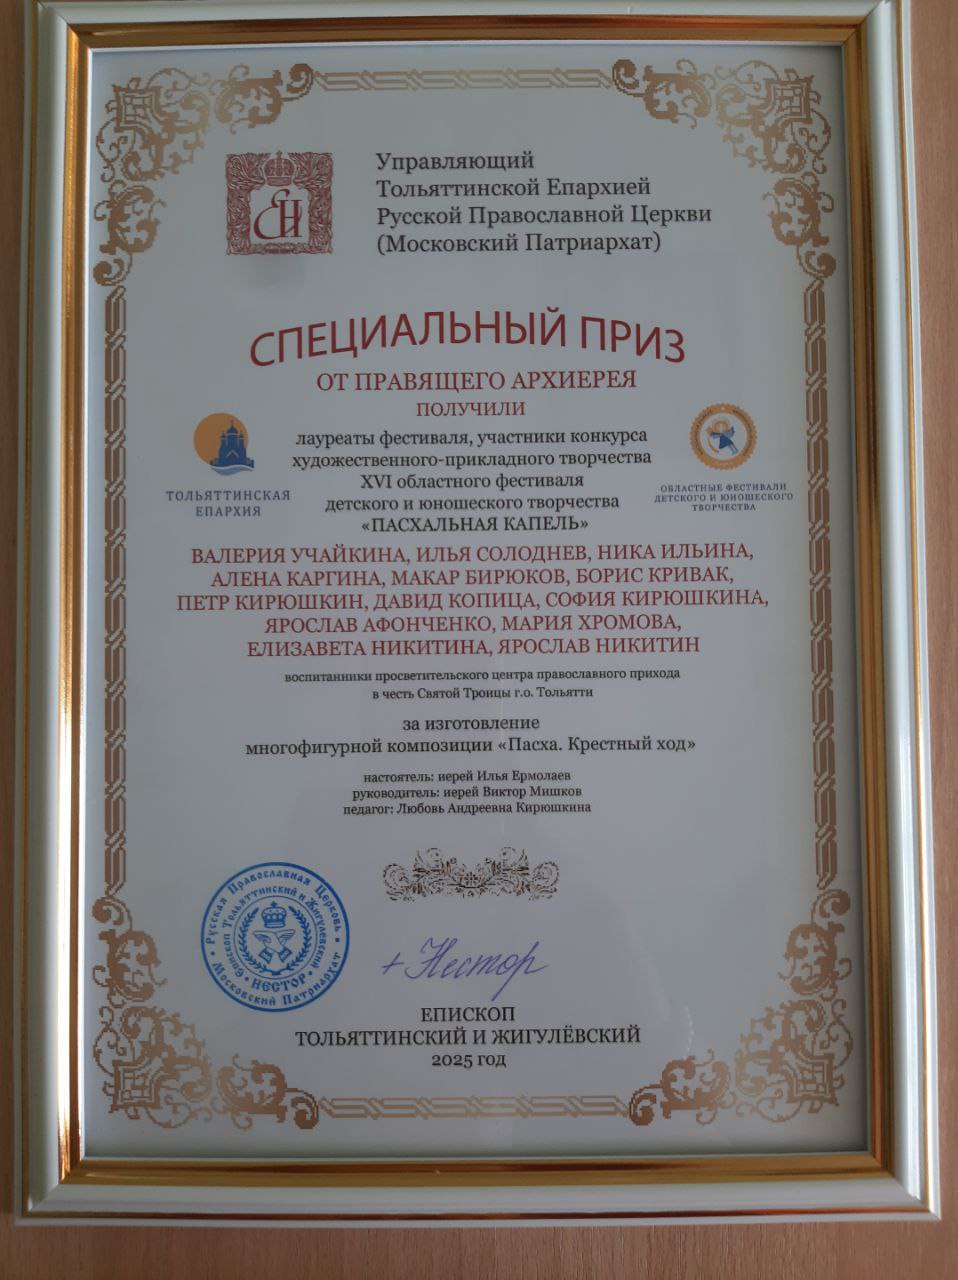 Управляющий
Тольяттинской Епархией
Русской Православной Церкви
(Московский Патриархат)
ЕН
СПЕЦИАЛЬНЫЙ ПРИЗ
ОТ ПРАВЯЩЕГО АРХИЕРЕЯ
ПОЛУЧИЛИ
лауреаты фестиваля, участники конкурса
художественного-прикладного творчества
XVI областного фестиваля
детского и юношеского творчества
«ПАСХАЛЬНАЯ КАПЕЛЬ»
ТОЛЬЯТТИНСКАЯ
ЕПАРХИЯ
ОБЛАСТНЫЕ ФЕСТИВАЛИ
ДЕТСКОГО И ЮНОШЕСКОГО
ТВОРЧЕСТВА
ВАЛЕРИЯ УЧАЙКИНА, ИЛЬЯ СОЛОДНЕВ, НИКА ИЛЬИНА,
АЛЕНА КАРГИНА, МАКАР БИРЮКОВ, БОРИС КРИВАК,
ПЕТР КИРЮШКИН, ДАВИД КОПИЦА, СОФИЯ КИРЮШКИНА,
ЯРОСЛАВ АФОНЧЕНКО, МАРИЯ ХРОМОВА,
ЕЛИЗАВЕТА НИКИТИНА, ЯРОСЛАВ НИКИТИН
воспитанники просветительского центра православного прихода
в честь Святой Троицы г.о. Тольятти
за изготовление
многофигурной композиции «Пасха. Крестный ход»
настоятель: иерей Илья Ермолаев
руководитель: иерей Виктор Мишков
педагог: Любовь Андреевна Кирюшкина
Русская Православная Церковь
Московский Патриархат
Епископ Тольяттинский и Жигулевский
НЕСТОР
+ Нестор
ЕПИСКОП
ТОЛЬЯТТИНСКИЙ И ЖИГУЛЁВСКИЙ
2025 год